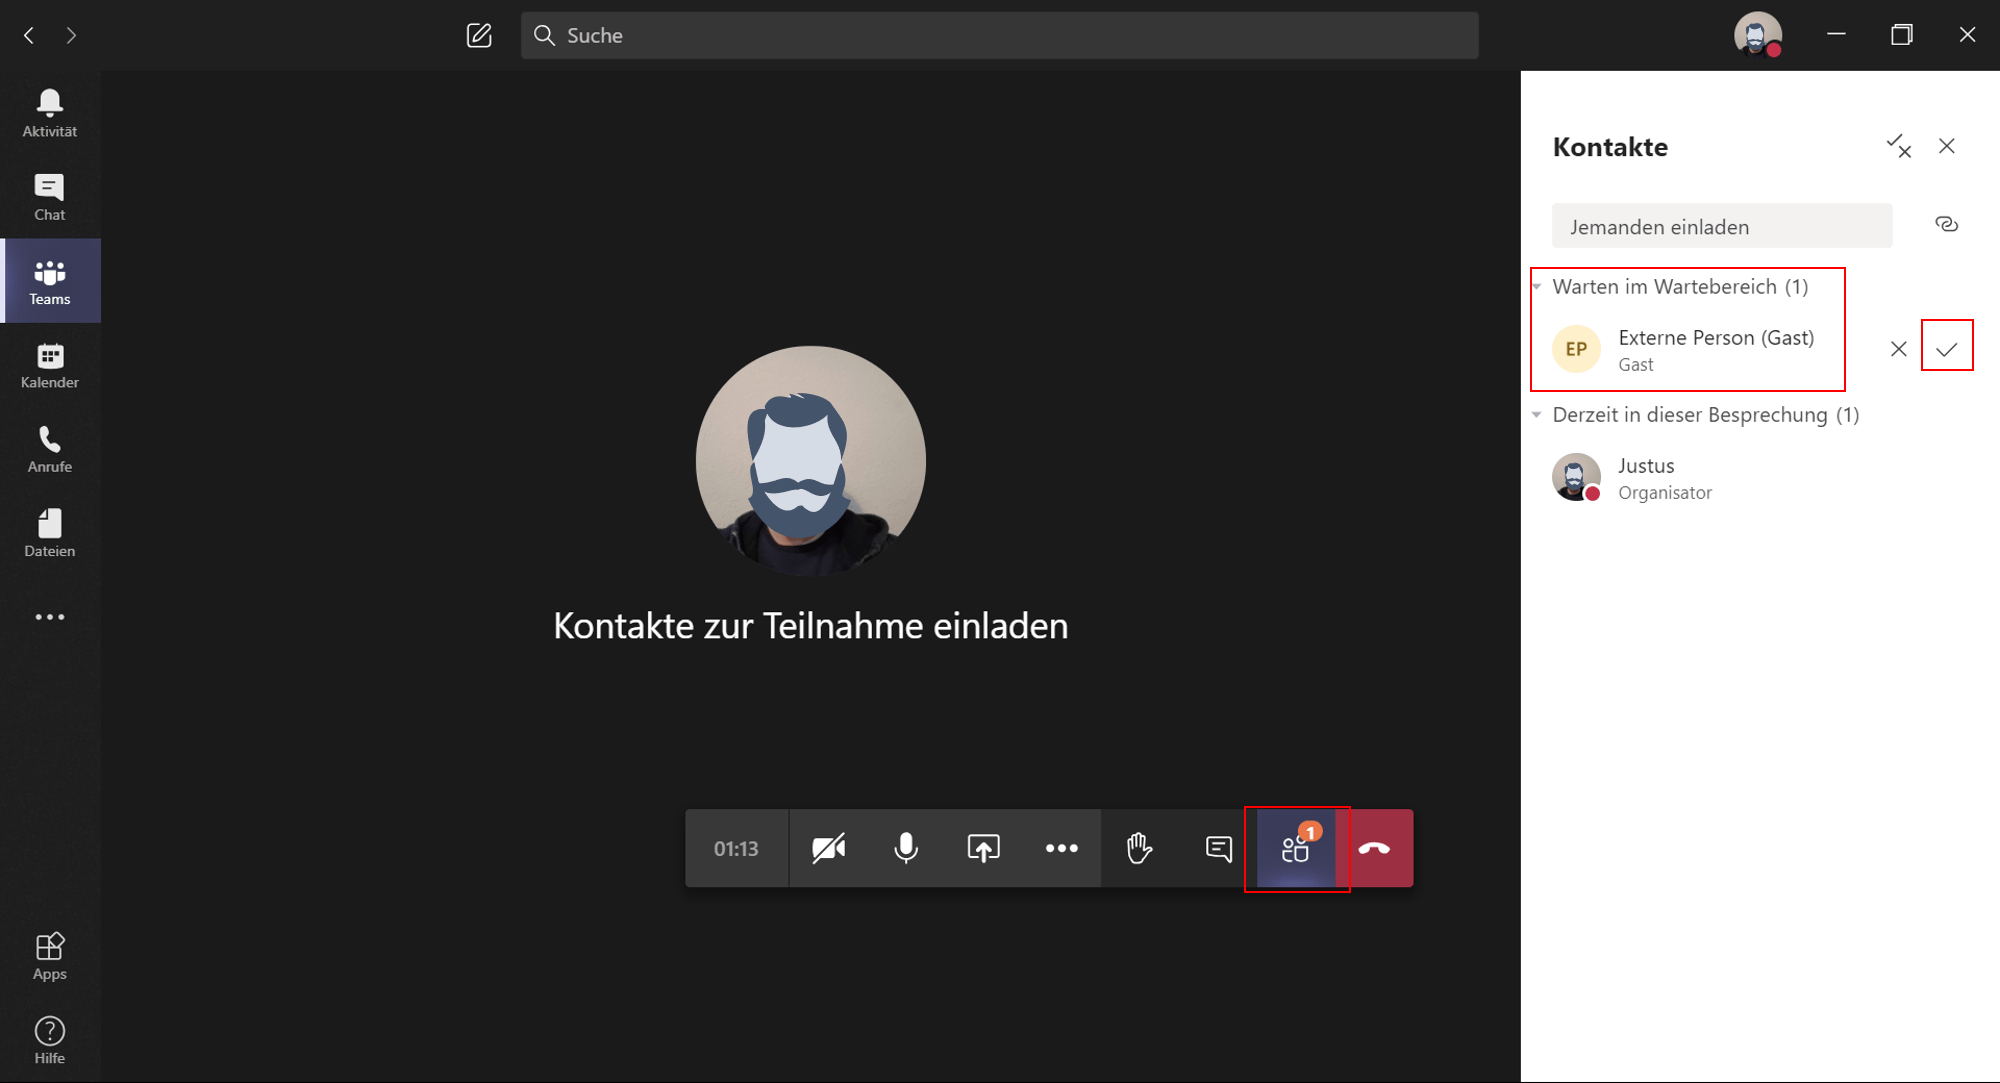 Suche
Aktivität
Chat
Teams
Kalender
Anrufe
Dateien
Apps
Hilfe
Kontakte zur Teilnahme einladen
01:13
1
Kontakte
Jemanden einladen
Warten im Wartebereich (1)
EP
Externe Person (Gast)
Gast
Derzeit in dieser Besprechung (1)
Justus
Organisator